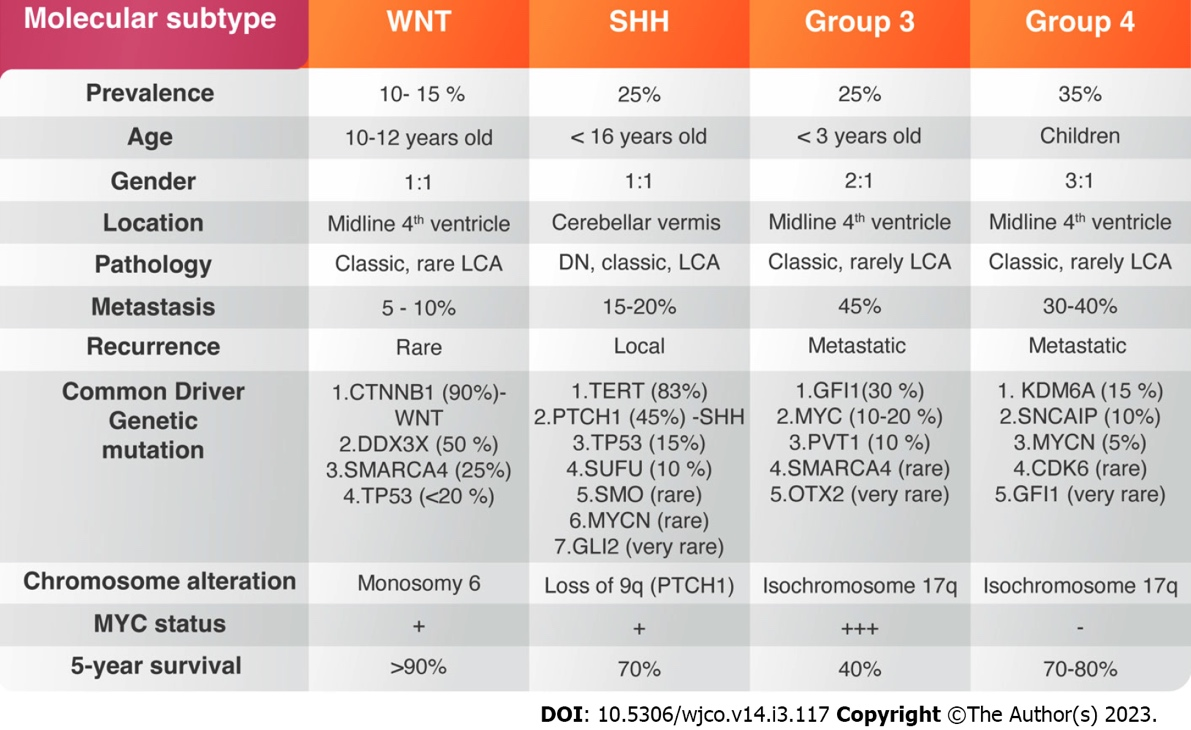 Molecular subtype WNT SHH Group 3 Group 4
Prevalence 10- 15 % 25% 25% 35%
Age 10-12 years old < 16 years old < 3 years old Children
Gender 1:1 1:1 2:1 3:1
Location Midline 4th ventricle Cerebellar vermis Midline 4th ventricle Midline 4th ventricle
Pathology Classic, rare LCA DN, classic, LCA Classic, rarely LCA Classic, rarely LCA
Metastasis 5 - 10% 15-20% 45% 30-40%
Recurrence Rare Local Metastatic Metastatic
Common Driver 1.CTNNB1 (90%)- 1.TERT (83%) 1.GFI1(30 %) 1. KDM6A (15 %)
Genetic WNT 2.PTCH1 (45%) -SHH 2.MYC (10-20 %) 2.SNCAIP (10%)
mutation 2.DDX3X (50 %) 3.TP53 (15%) 3.PVT1 (10 %) 3.MYCN (5%)
3.SMARCA4 (25%) 4.SUFU (10 %) 4.SMARCA4 (rare) 4.CDK6 (rare)
4.TP53 (<20 %) 5.SMO (rare) 5.OTX2 (very rare) 5.GFI1 (very rare)
6.MYCN (rare)
7.GLI2 (very rare)
Chromosome alteration Monosomy 6 Loss of 9q (PTCH1) Isochromosome 17q Isochromosome 17q
MYC status + + +++ -
5-year survival >90% 70% 40% 70-80%
DOI: 10.5306/wjco.v14.i3.117 Copyright ©The Author(s) 2023.